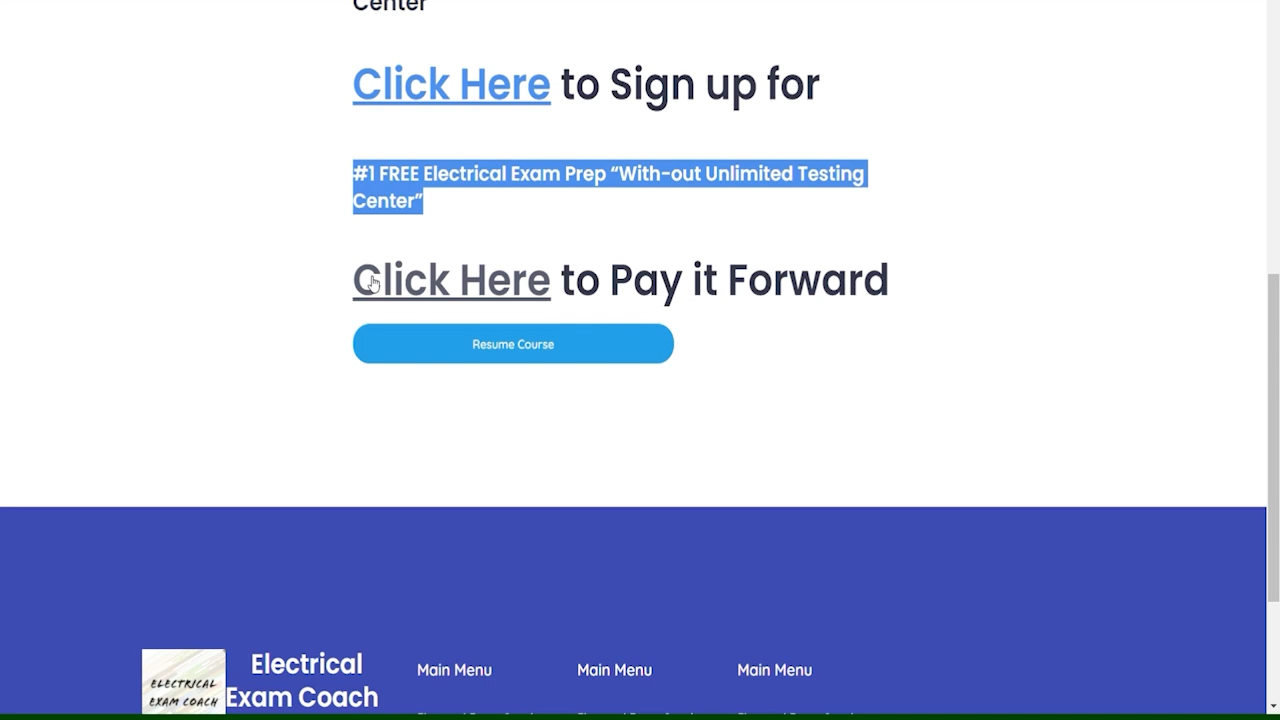 Center
Click Here to Sign up for
#1 FREE Electrical Exam Prep “With-out Unlimited Testing
Center”
Click Here to Pay it Forward
Resume Course
ELECTRICAL
EXAM COACH
Electrical
Exam Coach
Main Menu
Main Menu
Main Menu